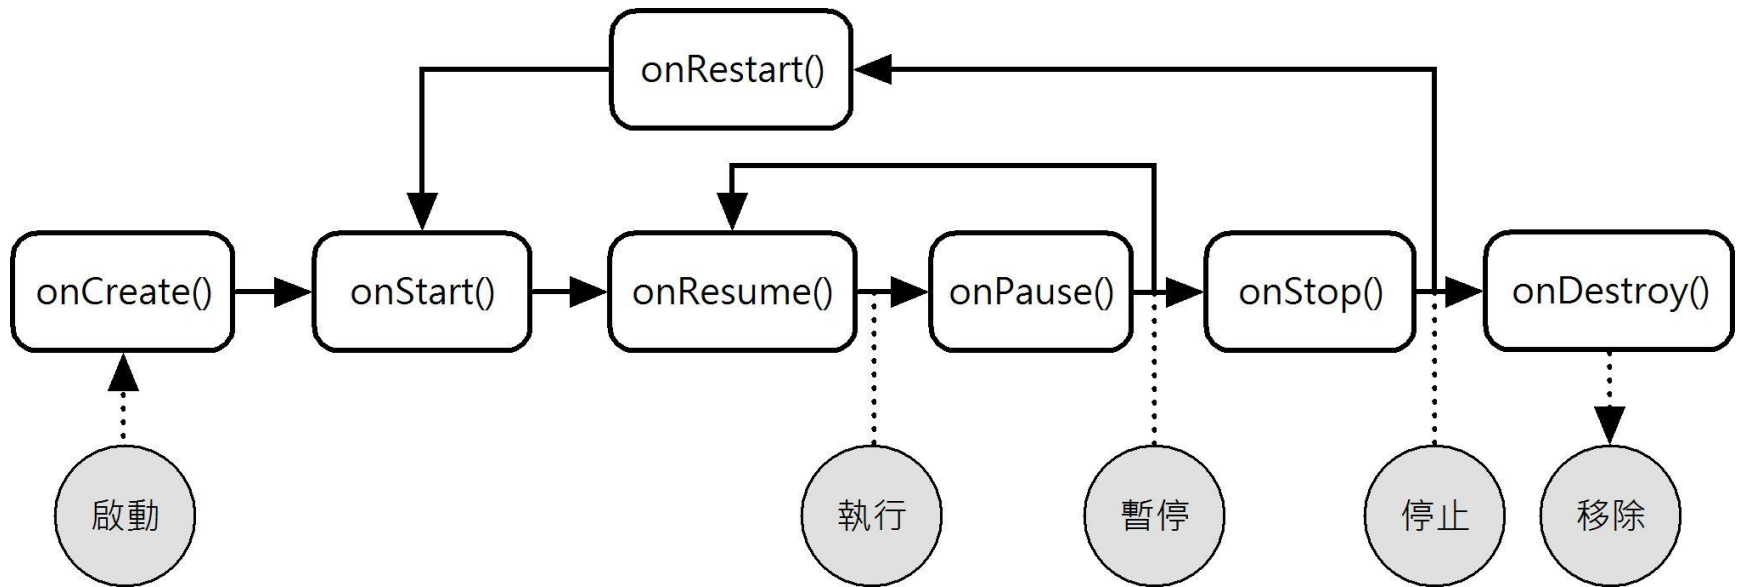 onRestart()
onCreate()
onStart()
onResume()
onPause()
onStop()
onDestroy()
啟動
執行
暫停
停止
移除